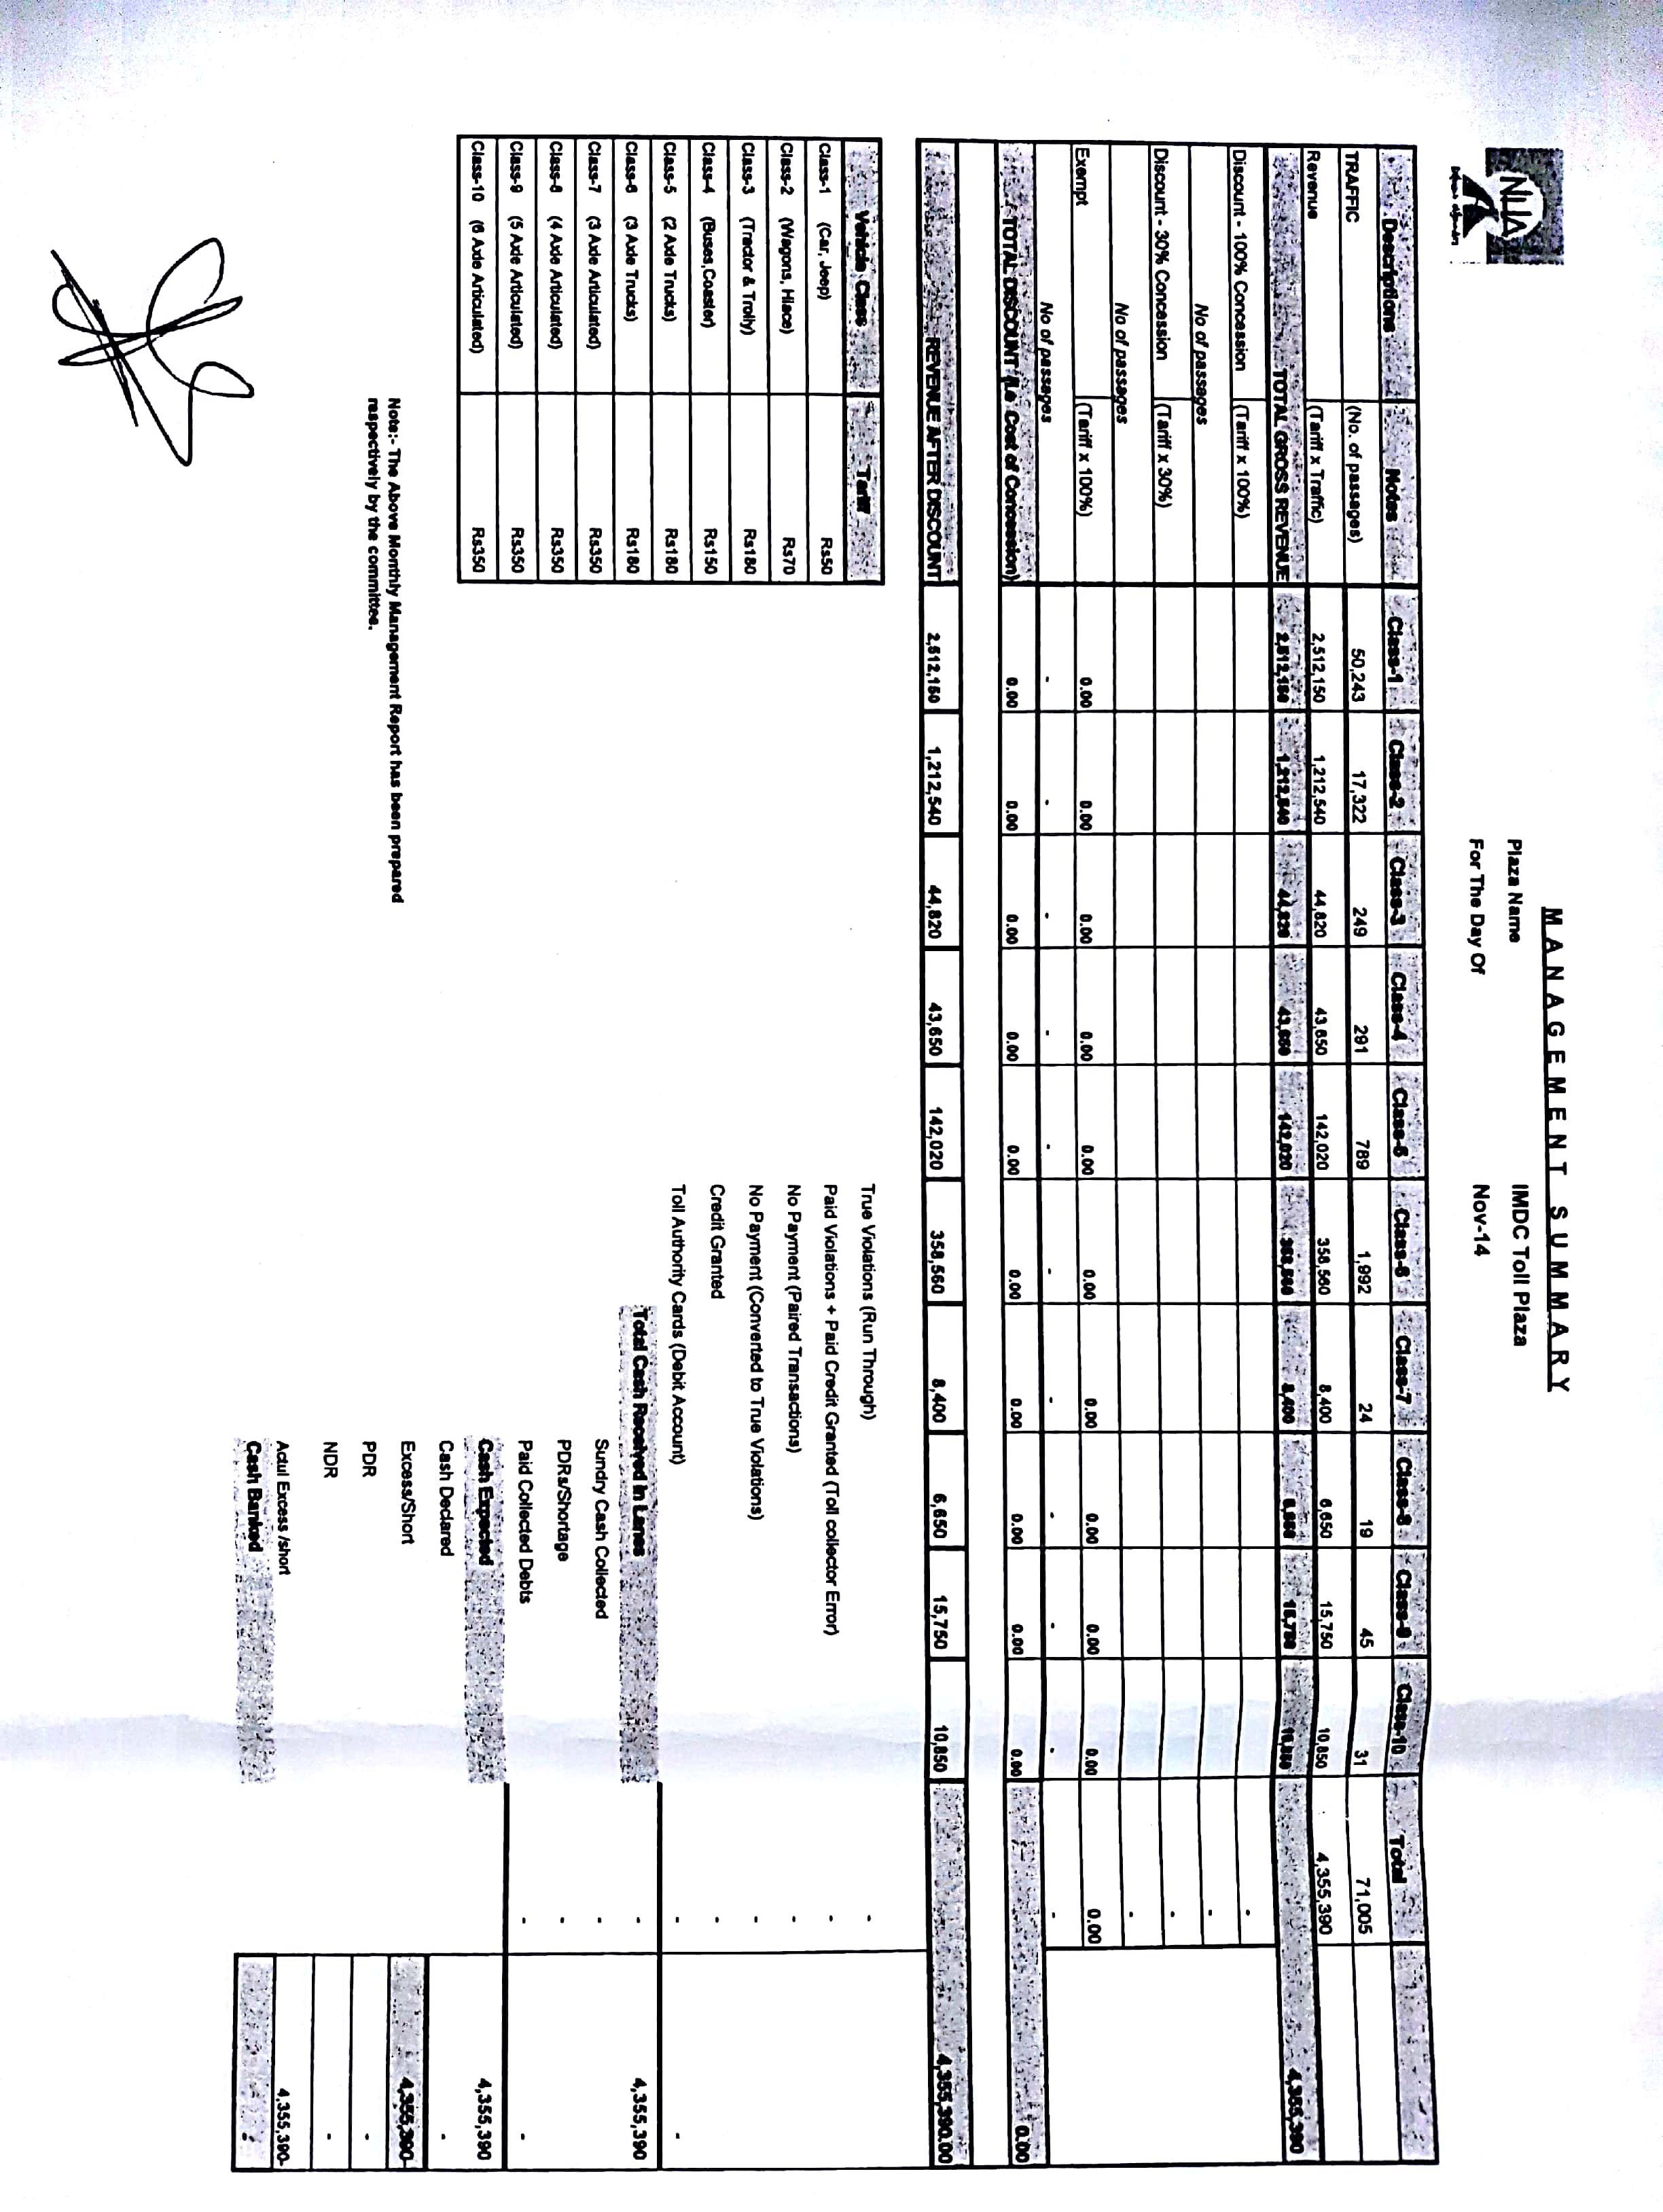 NHA
MANAGEMENT SUMMARY
Plaza Name IMDC Toll Plaza
For The Day Of Nov-14
Descriptions Notes Class-1 Class-2 Class-3 Class-4 Class-5 Class-6 Class-7 Class-8 Class-9 Class-10 Total
TRAFFIC (No. of passages) 50,243 17,322 249 291 789 1,992 24 19 45 31 71,005
Revenue (Tariff x Traffic) 2,512,150 1,212,540 44,820 43,650 142,020 358,560 8,400 6,650 15,750 10,850 4,355,390
TOTAL GROSS REVENUE 2,512,150 1,212,540 44,820 43,650 142,020 358,560 8,400 6,650 15,750 10,850 4,355,390
Discount - 100% Concession (Tariff x 100%) -
No of passages -
Discount - 30% Concession (Tariff x 30%) -
No of passages -
Exempt (Tariff x 100%) 0.00 0.00 0.00 0.00 0.00 0.00 0.00 0.00 0.00 0.00 0.00
No of passages - - - - - - - - - - -
TOTAL DISCOUNT (i.e Cost of Concession) 0.00 0.00 0.00 0.00 0.00 0.00 0.00 0.00 0.00 0.00 0.00
REVENUE AFTER DISCOUNT 2,512,150 1,212,540 44,820 43,650 142,020 358,560 8,400 6,650 15,750 10,850 4,355,390.00
Vehicle Class Tariff
Class-1 (Car, Jeep) Rs50
Class-2 (Wagons, Hiace) Rs70
Class-3 (Tractor & Trolly) Rs180
Class-4 (Buses,Coaster) Rs150
Class-5 (2 Axle Trucks) Rs180
Class-6 (3 Axle Trucks) Rs180
Class-7 (3 Axle Articulated) Rs350
Class-8 (4 Axle Articulated) Rs350
Class-9 (5 Axle Articulated) Rs350
Class-10 (6 Axle Articulated) Rs350
True Violations (Run Through) -
Paid Violations + Paid Credit Granted (Toll collector Error) -
No Payment (Paired Transactions) -
No Payment (Converted to True Violations) -
Credit Granted -
Toll Authority Cards (Debit Account) - -
Total Cash Received in Lanes 4,355,390
Sundry Cash Collected -
PDRs/Shortage -
Paid Collected Debts - -
Cash Expected 4,355,390
Cash Declared -
Excess/Short 4,355,390-
PDR -
NDR -
Actul Excess /short 4,355,390-
Cash Banked -
Note:- The Above Monthly Management Report has been prepared
respectively by the committee.